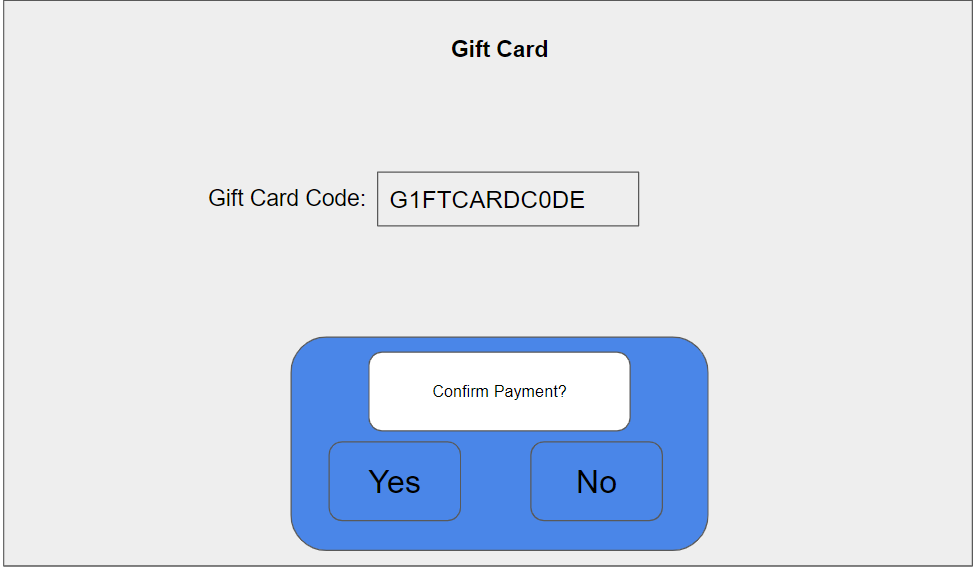 Gift Card
Gift Card Code: G1FTCARDC0DE
Confirm Payment?
Yes No